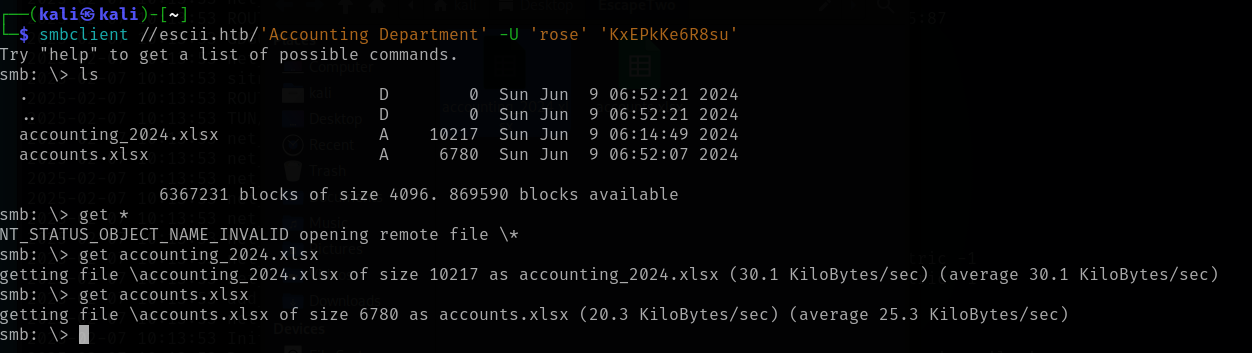 ┌──(kali㉿kali)-[~]
└─$ smbclient //escii.htb/'Accounting Department' -U 'rose' 'KxEPkKe6R8su'
Try "help" to get a list of possible commands.
smb: \> ls
  .                                   D        0  Sun Jun  9 06:52:21 2024
  ..                                  D        0  Sun Jun  9 06:52:21 2024
  accounting_2024.xlsx                A    10217  Sun Jun  9 06:14:49 2024
  accounts.xlsx                       A     6780  Sun Jun  9 06:52:07 2024
                6367231 blocks of size 4096. 869590 blocks available
smb: \> get *
NT_STATUS_OBJECT_NAME_INVALID opening remote file \*
smb: \> get accounting_2024.xlsx
getting file \accounting_2024.xlsx of size 10217 as accounting_2024.xlsx (30.1 KiloBytes/sec) (average 30.1 KiloBytes/sec)
smb: \> get accounts.xlsx
getting file \accounts.xlsx of size 6780 as accounts.xlsx (20.3 KiloBytes/sec) (average 25.3 KiloBytes/sec)
smb: \>